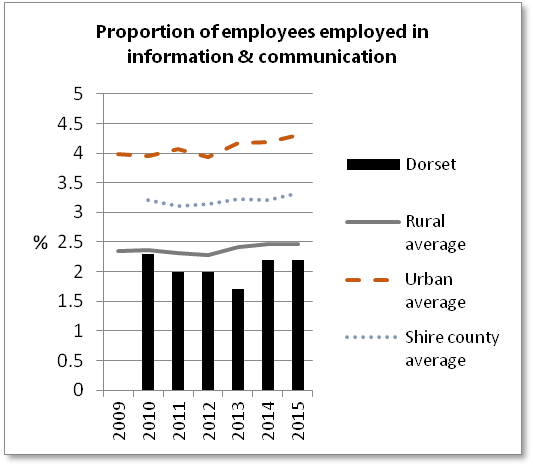 Proportion of employees employed in
information & communication
5
4.5
4
3.5
3
2.5
2
1.5
1
0.5
0
%
2009
2010
2011
2012
2013
2014
2015
Dorset
Rural
average
Urban
average
Shire county
average